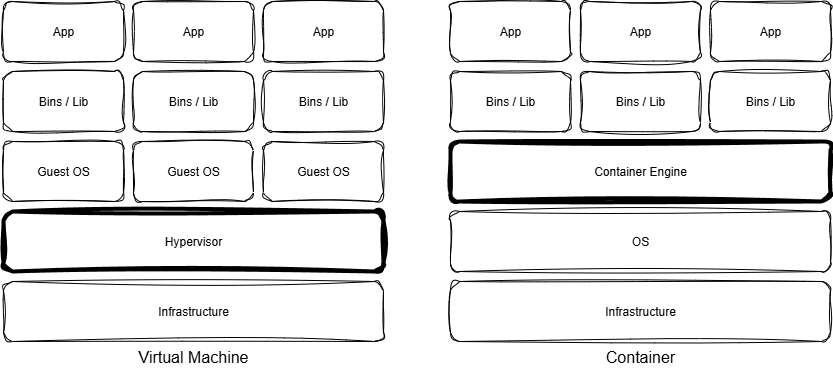 App
App
App
Bins / Lib
Bins / Lib
Bins / Lib
Guest OS
Guest OS
Guest OS
Hypervisor
Infrastructure
Virtual Machine
App
App
App
Bins / Lib
Bins / Lib
Bins / Lib
Container Engine
OS
Infrastructure
Container